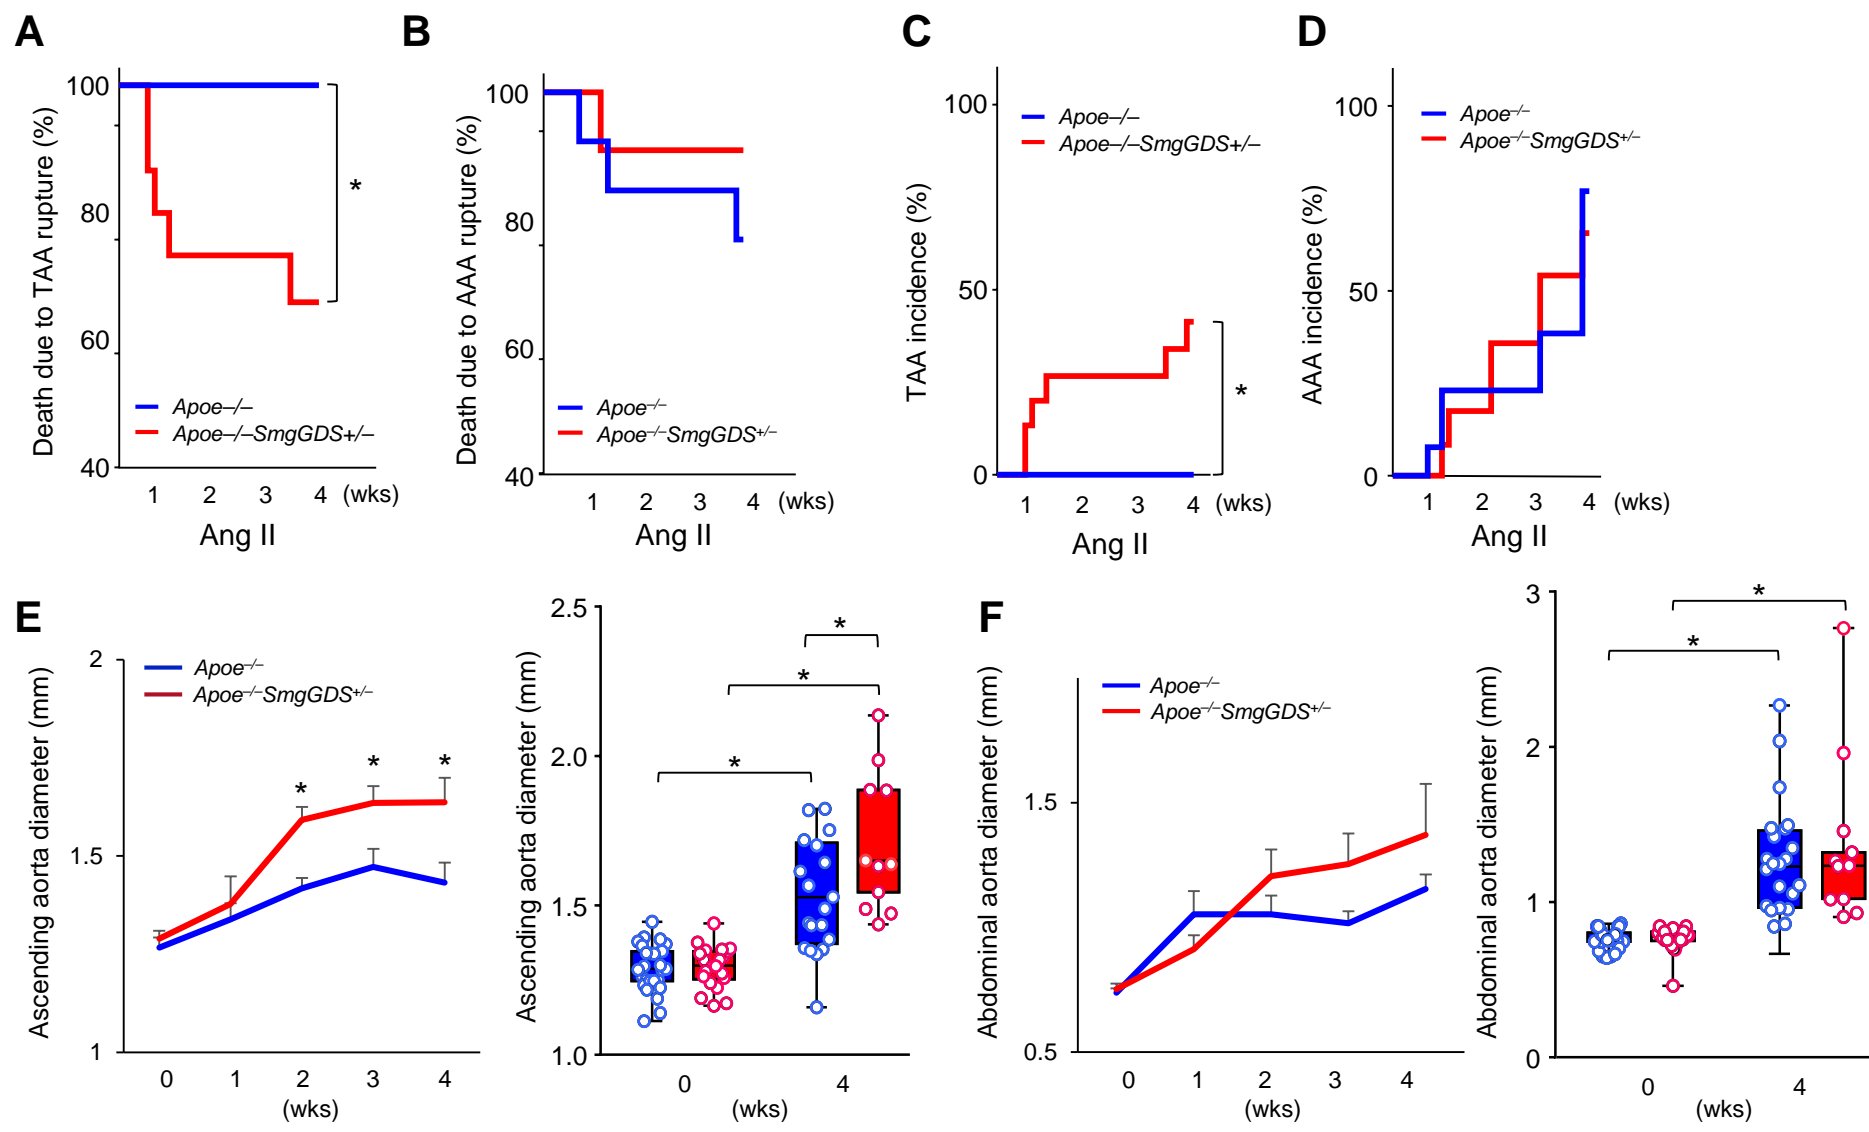 A
Death due to TAA rupture (%)
100
80
60
40
*
Apoe–/–
Apoe–/–SmgGDS+/–
1 2 3 4 (wks)
Ang II
B
Death due to AAA rupture (%)
100
80
60
40
Apoe–/–
Apoe–/–SmgGDS+/–
1 2 3 4 (wks)
Ang II
C
TAA incidence (%)
100
50
0
Apoe–/–
Apoe–/–SmgGDS+/–
*
1 2 3 4 (wks)
Ang II
D
AAA incidence (%)
100
50
0
Apoe–/–
Apoe–/–SmgGDS+/–
1 2 3 4 (wks)
Ang II
E
Ascending aorta diameter (mm)
2
1.5
1
Apoe–/–
Apoe–/–SmgGDS+/–
* * *
0 1 2 3 4
(wks)
Ascending aorta diameter (mm)
2.5
2.0
1.5
1.0
*
*
*
0 4
(wks)
F
Abdominal aorta diameter (mm)
1.5
0.5
Apoe–/–
Apoe–/–SmgGDS+/–
0 1 2 3 4
(wks)
Abdominal aorta diameter (mm)
3
2
1
0
*
*
0 4
(wks)